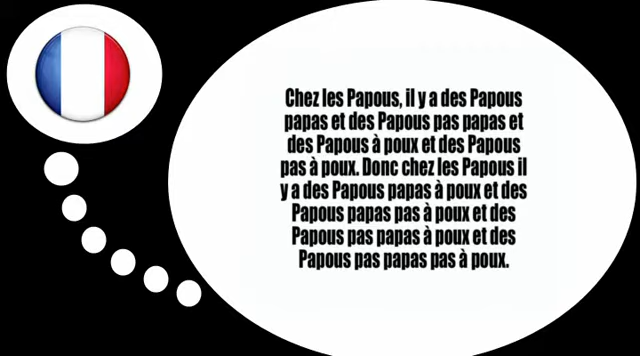 Chez les Papous, il y a des Papous
papas et des Papous pas papas et
des Papous à poux et des Papous
pas à poux. Donc chez les Papous il
y a des Papous papas à poux et des
Papous papas pas à poux et des
Papous pas papas à poux et des
Papous pas papas pas à poux.